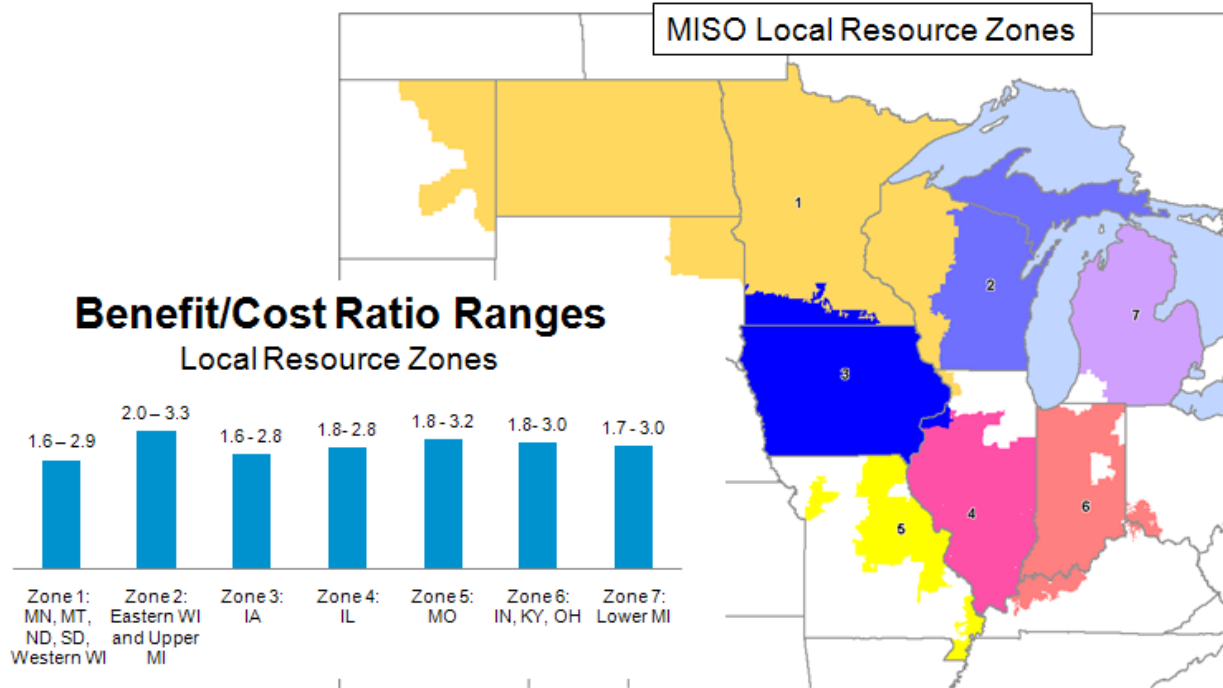 MISO Local Resource Zones
1
2
7
3
4
6
5
Benefit/Cost Ratio Ranges
Local Resource Zones
1.6 – 2.9
2.0 – 3.3
1.6 - 2.8
1.8 - 2.8
1.8 - 3.2
1.8- 3.0
1.7 - 3.0
Zone 1:
MN, MT,
ND, SD,
Western WI
Zone 2:
Eastern WI
and Upper
MI
Zone 3:
IA
Zone 4:
IL
Zone 5:
MO
Zone 6:
IN, KY, OH
Zone 7:
Lower MI